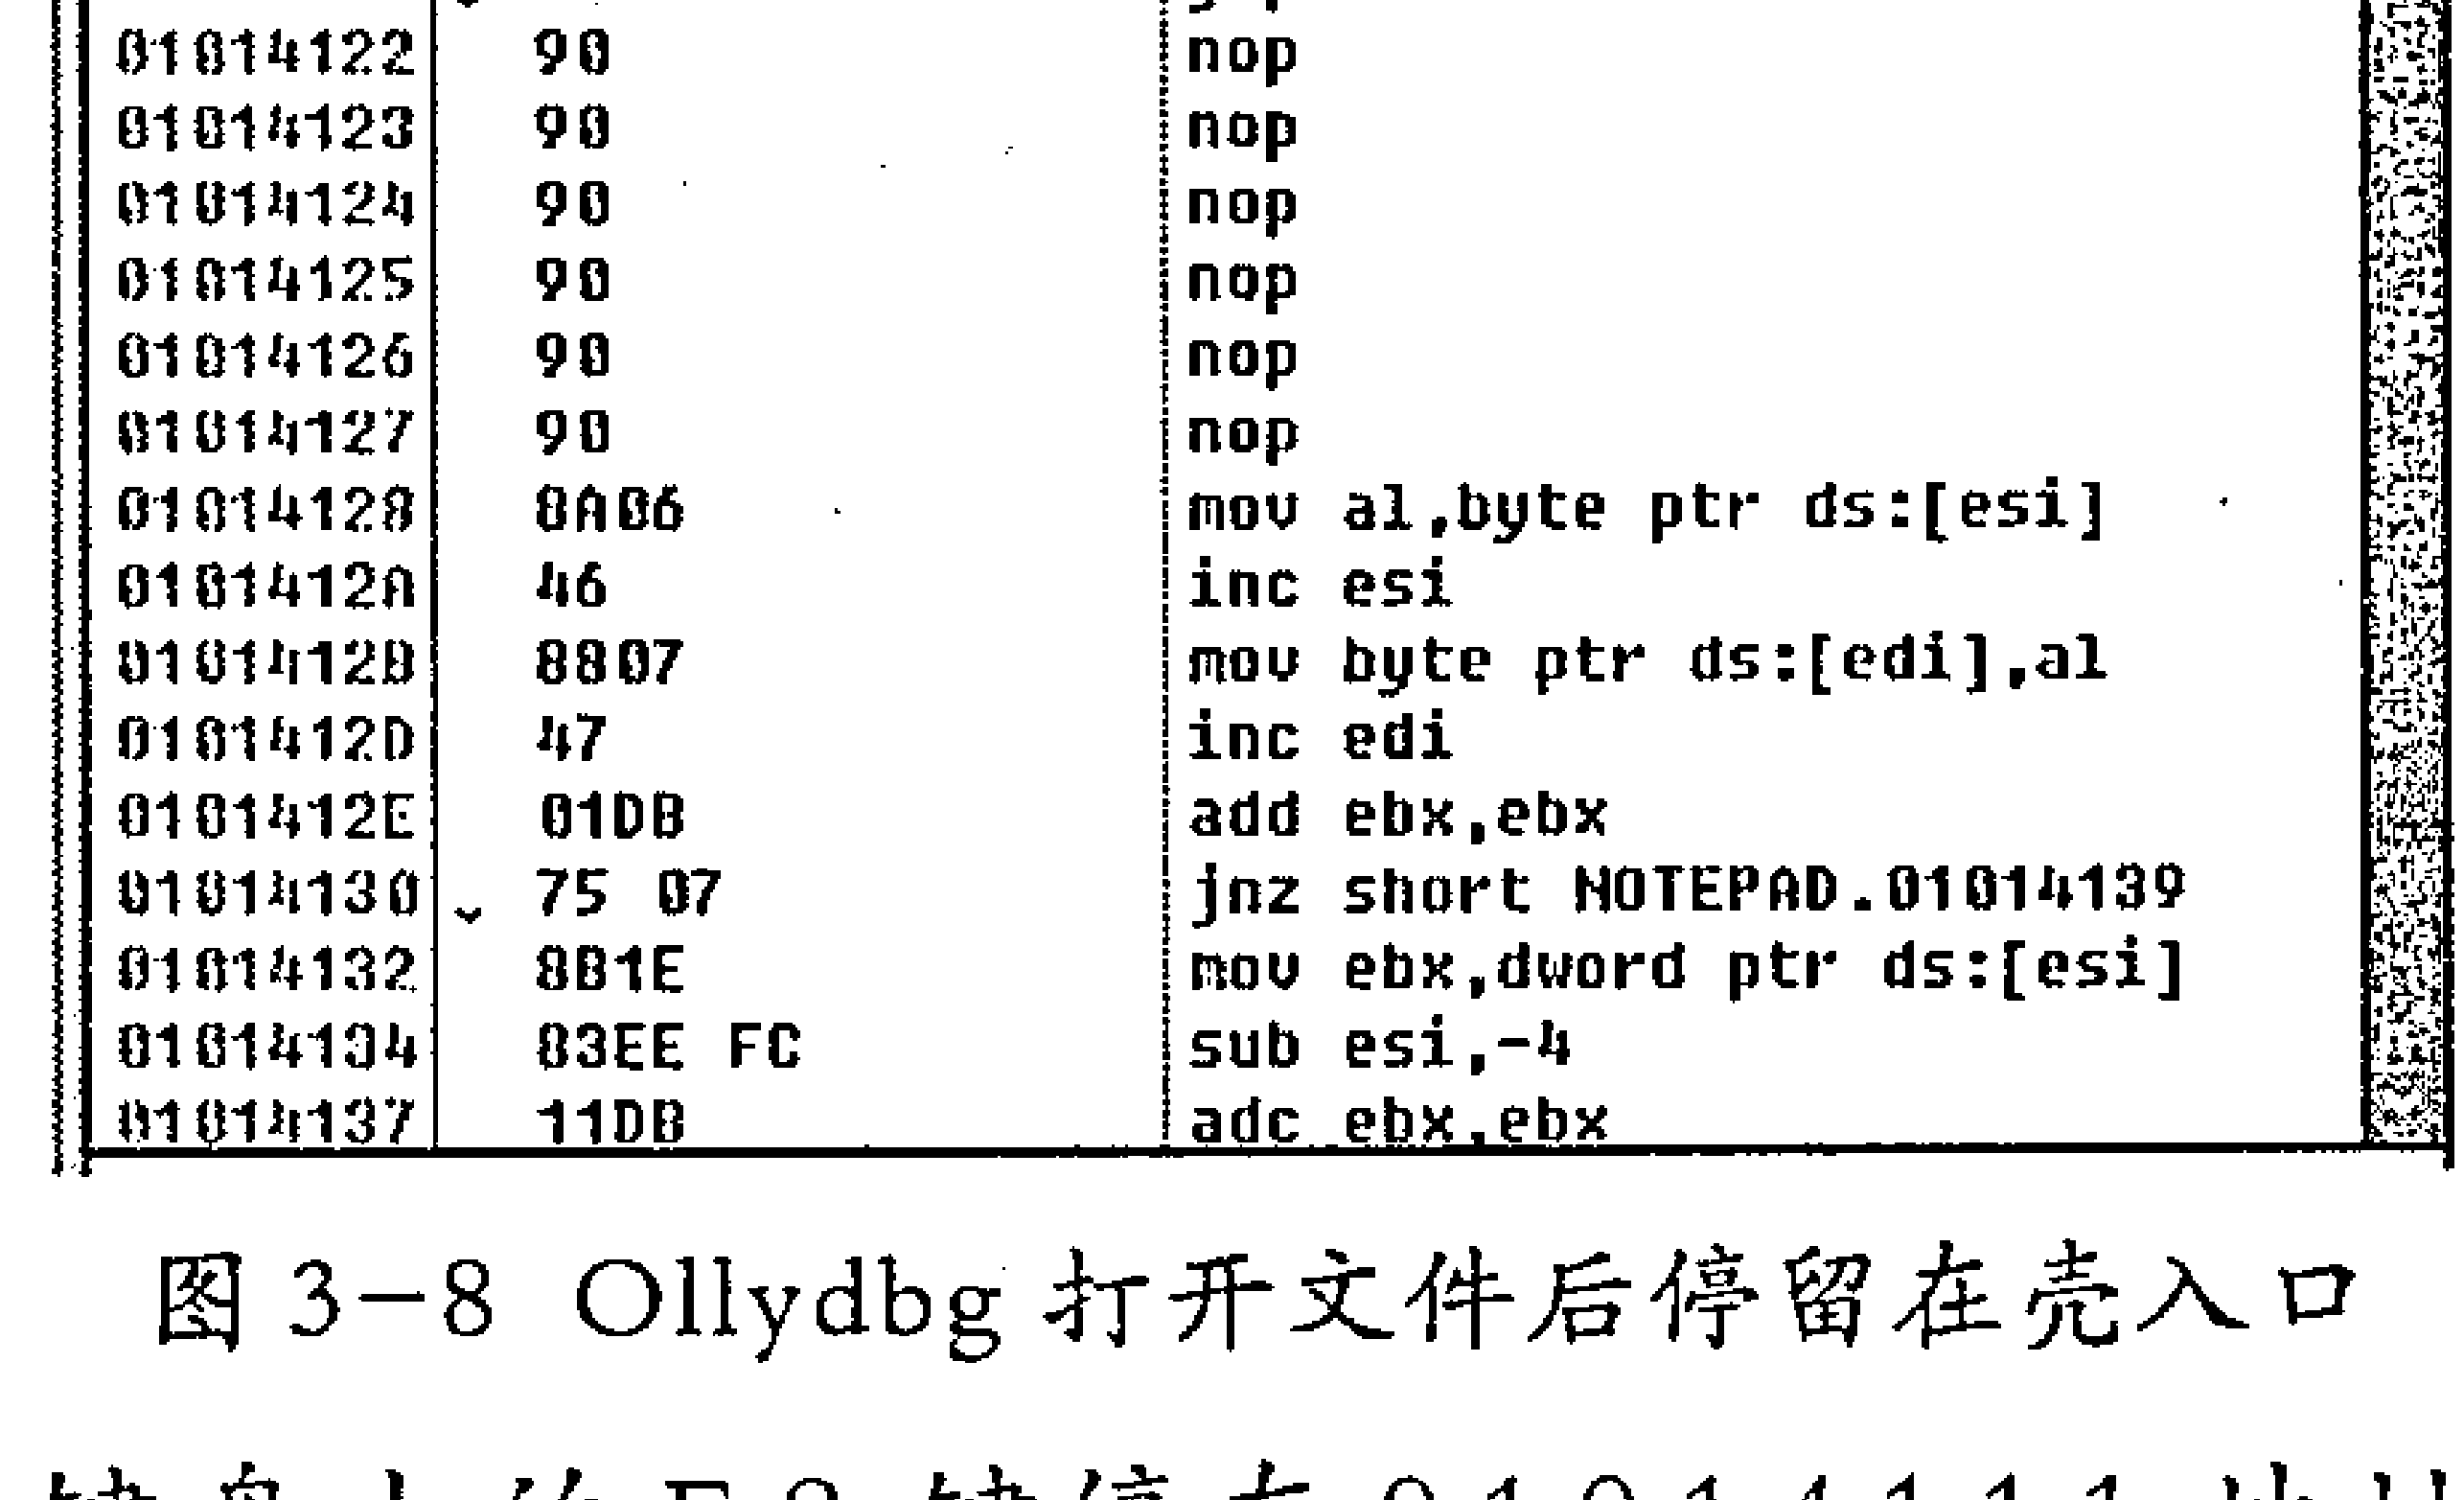 01014122 90 nop
01014123 90 nop
01014124 90 nop
01014125 90 nop
01014126 90 nop
01014127 90 nop
01014128 8A06 mov al,byte ptr ds:[esi]
0101412A 46 inc esi
0101412B 8807 mov byte ptr ds:[edi],al
0101412D 47 inc edi
0101412E 01DB add ebx,ebx
01014130 75 07 jnz short NOTEPAD.01014139
01014132 8B1E mov ebx,dword ptr ds:[esi]
01014134 83EE FC sub esi,-4
01014137 11DB adc ebx,ebx
图 3-8 Ollydbg 打开文件后停留在壳入口